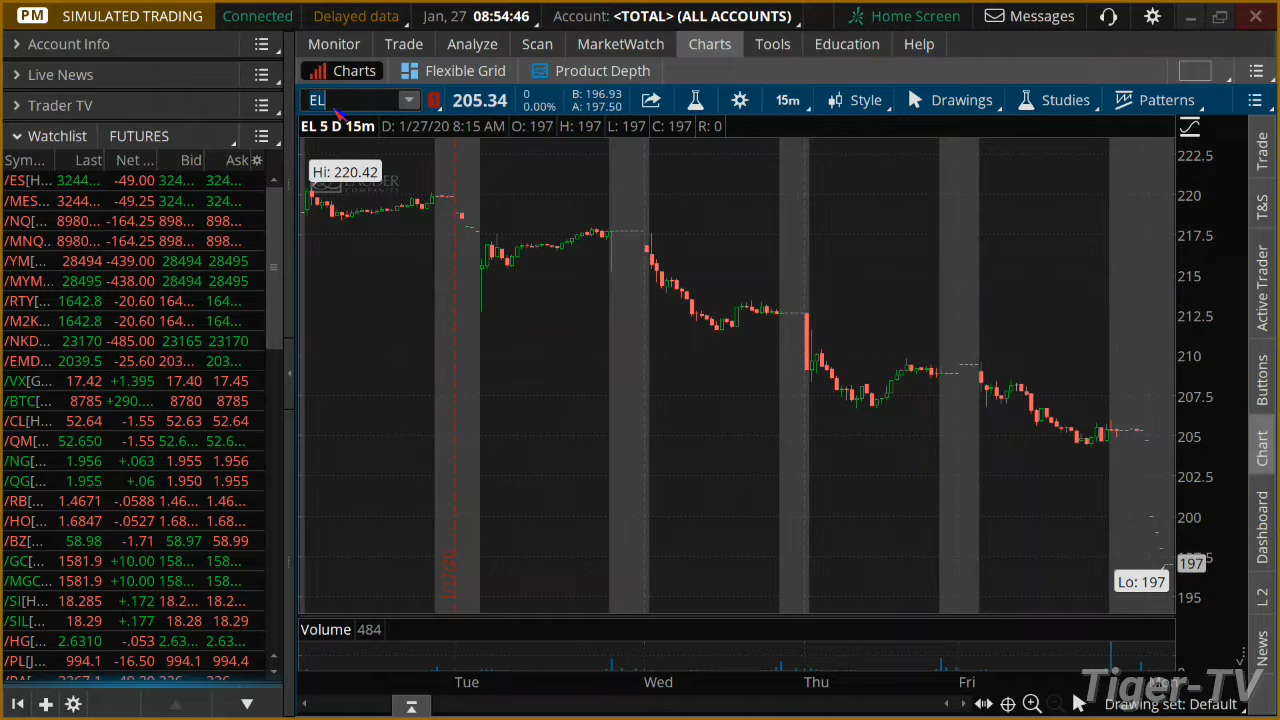 PM SIMULATED TRADING Connected Delayed data Jan, 27 08:54:46 Account: <TOTAL> (ALL ACCOUNTS) Home Screen Messages
Account Info
Live News
Trader TV
Watchlist FUTURES
Sym... Last Net ... Bid Ask
/ES[H... 3244... -49.00 324... 324...
/MES... 3244... -49.25 324... 324...
/NQ[... 8980... -164.25 898... 898...
/MNQ... 8980... -164.25 898... 898...
/YM[... 28494 -439.00 28494 28495
/MYM... 28495 -438.00 28494 28495
/RTY[... 1642.8 -20.60 164... 164...
/M2K... 1642.8 -20.60 164... 164...
/NKD... 23170 -485.00 23165 23170
/EMD... 2039.5 -25.60 203... 203...
/VX[G... 17.42 +1.395 17.40 17.45
/BTC[... 8785 +290.... 8780 8785
/CL[H... 52.64 -1.55 52.63 52.64
/QM[... 52.650 -1.55 52.6... 52.6...
/NG[... 1.956 +.063 1.955 1.956
/QG[... 1.955 +.06 1.950 1.955
/RB[... 1.4671 -.0588 1.46... 1.46...
/HO[... 1.6847 -.0527 1.68... 1.68...
/BZ[... 58.98 -1.71 58.97 58.99
/GC[... 1581.9 +10.00 158... 158...
/MGC... 1581.9 +10.00 158... 158...
/SI[H... 18.285 +.172 18.2... 18.2...
/SIL[... 18.29 +.177 18.28 18.29
/HG[... 2.6310 -.053 2.63... 2.63...
/PL[J... 994.1 -16.50 994.1 994.4
Monitor Trade Analyze Scan MarketWatch Charts Tools Education Help
Charts Flexible Grid Product Depth
EL 205.34 0 0.00% B: 196.93 A: 197.50 15m Style Drawings Studies Patterns
EL 5 D 15m D: 1/27/20 8:15 AM O: 197 H: 197 L: 197 C: 197 R: 0
Hi: 220.42
222.5
220
217.5
215
212.5
210
207.5
205
202.5
200
197
195
Lo: 197
1/17/20
Volume 484
Tue Wed Thu Fri Mon
Drawing set: Default
Trade
T&S
Active Trader
Buttons
Chart
Dashboard
L 2
News
Tiger-TV